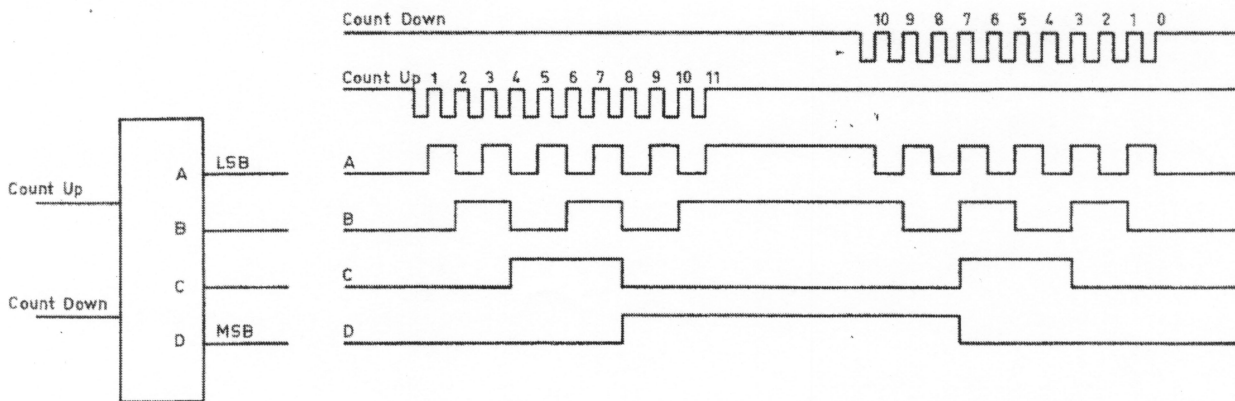 Count Down 10 9 8 7 6 5 4 3 2 1 0
Count Up 1 2 3 4 5 6 7 8 9 10 11
A LSB
Count Up
B
C
Count Down
D MSB
A
B
C
D